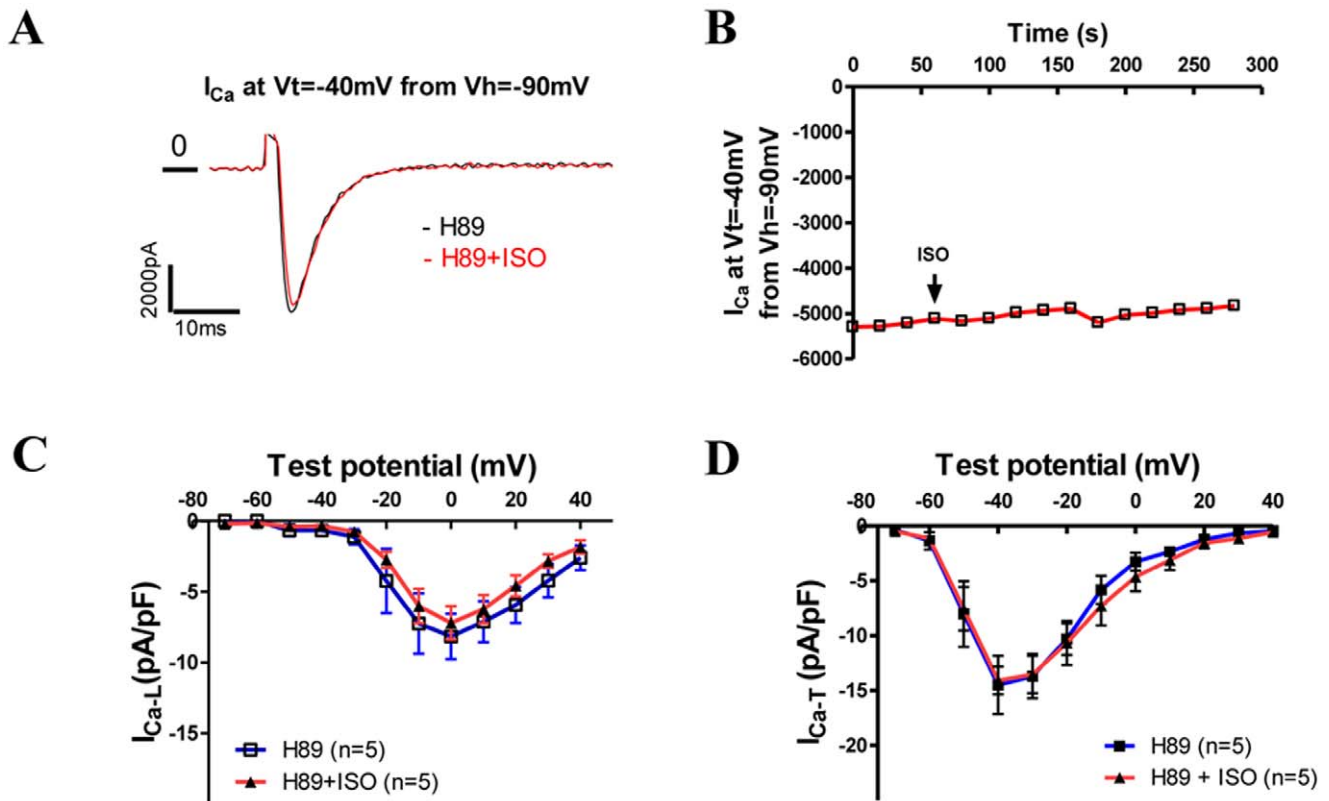 A
I_Ca at Vt=-40mV from Vh=-90mV
0
- H89
- H89+ISO
2000pA
10ms
B
Time (s)
0 50 100 150 200 250 300
0
-1000
-2000
-3000
-4000
-5000
-6000
I_Ca at Vt=-40mV
from Vh=-90mV
ISO
C
Test potential (mV)
-80 -60 -40 -20 0 20 40
0
-5
-10
-15
I_Ca-L(pA/pF)
H89 (n=5)
H89+ISO (n=5)
D
Test potential (mV)
-80 -60 -40 -20 0 20 40
0
-5
-10
-15
-20
I_Ca-T (pA/pF)
H89 (n=5)
H89 + ISO (n=5)